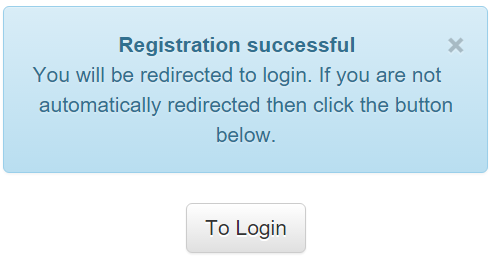 Registration successful
You will be redirected to login. If you are not
automatically redirected then click the button
below.
To Login